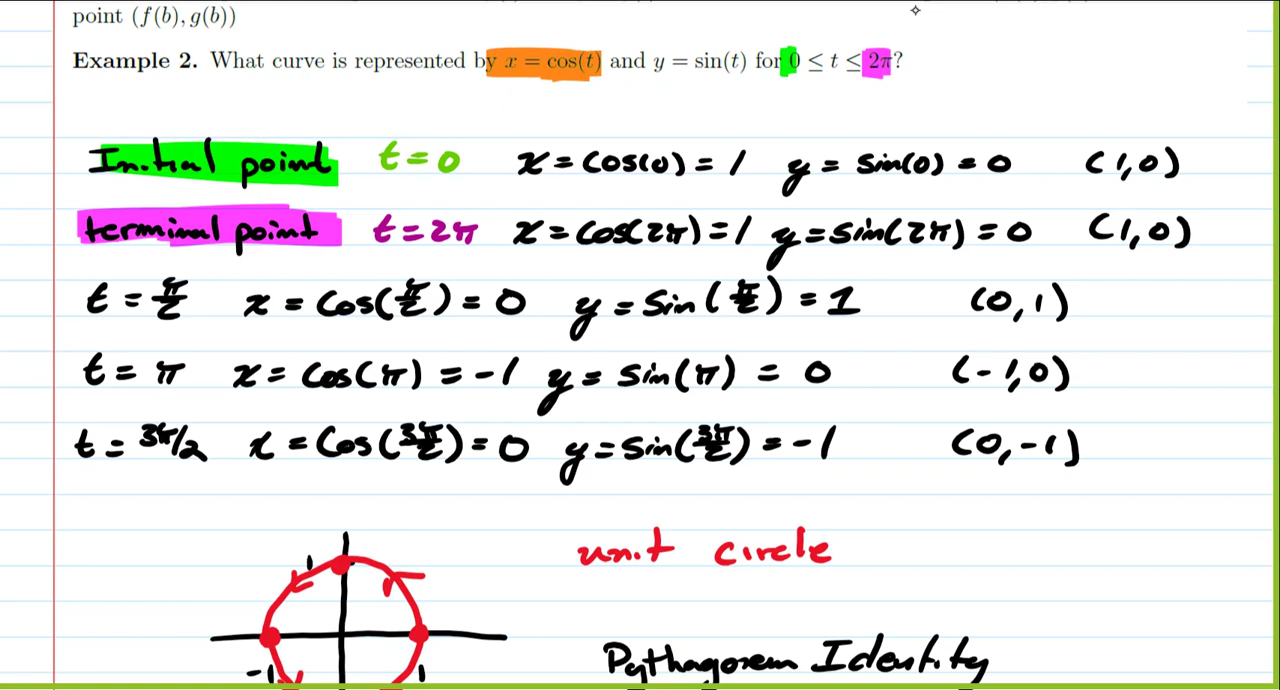 point (f(b), g(b))
Example 2. What curve is represented by x = cos(t) and y = sin(t) for 0 ≤ t ≤ 2π?
Initial point t=0 x = cos(0) = 1 y = sin(0) = 0 (1,0)
terminal point t=2π x = cos(2π) = 1 y = sin(2π) = 0 (1,0)
t = π/2 x = cos(π/2) = 0 y = sin(π/2) = 1 (0,1)
t = π x = cos(π) = -1 y = sin(π) = 0 (-1,0)
t = 3π/2 x = cos(3π/2) = 0 y = sin(3π/2) = -1 (0,-1)
unit circle
1
Pythagorem Identity
-1 1